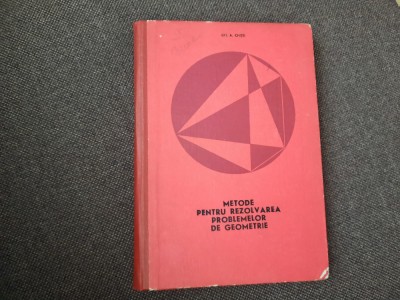 METODE
PENTRU REZOLVAREA
PROBLEMELOR
DE GEOMETRIE